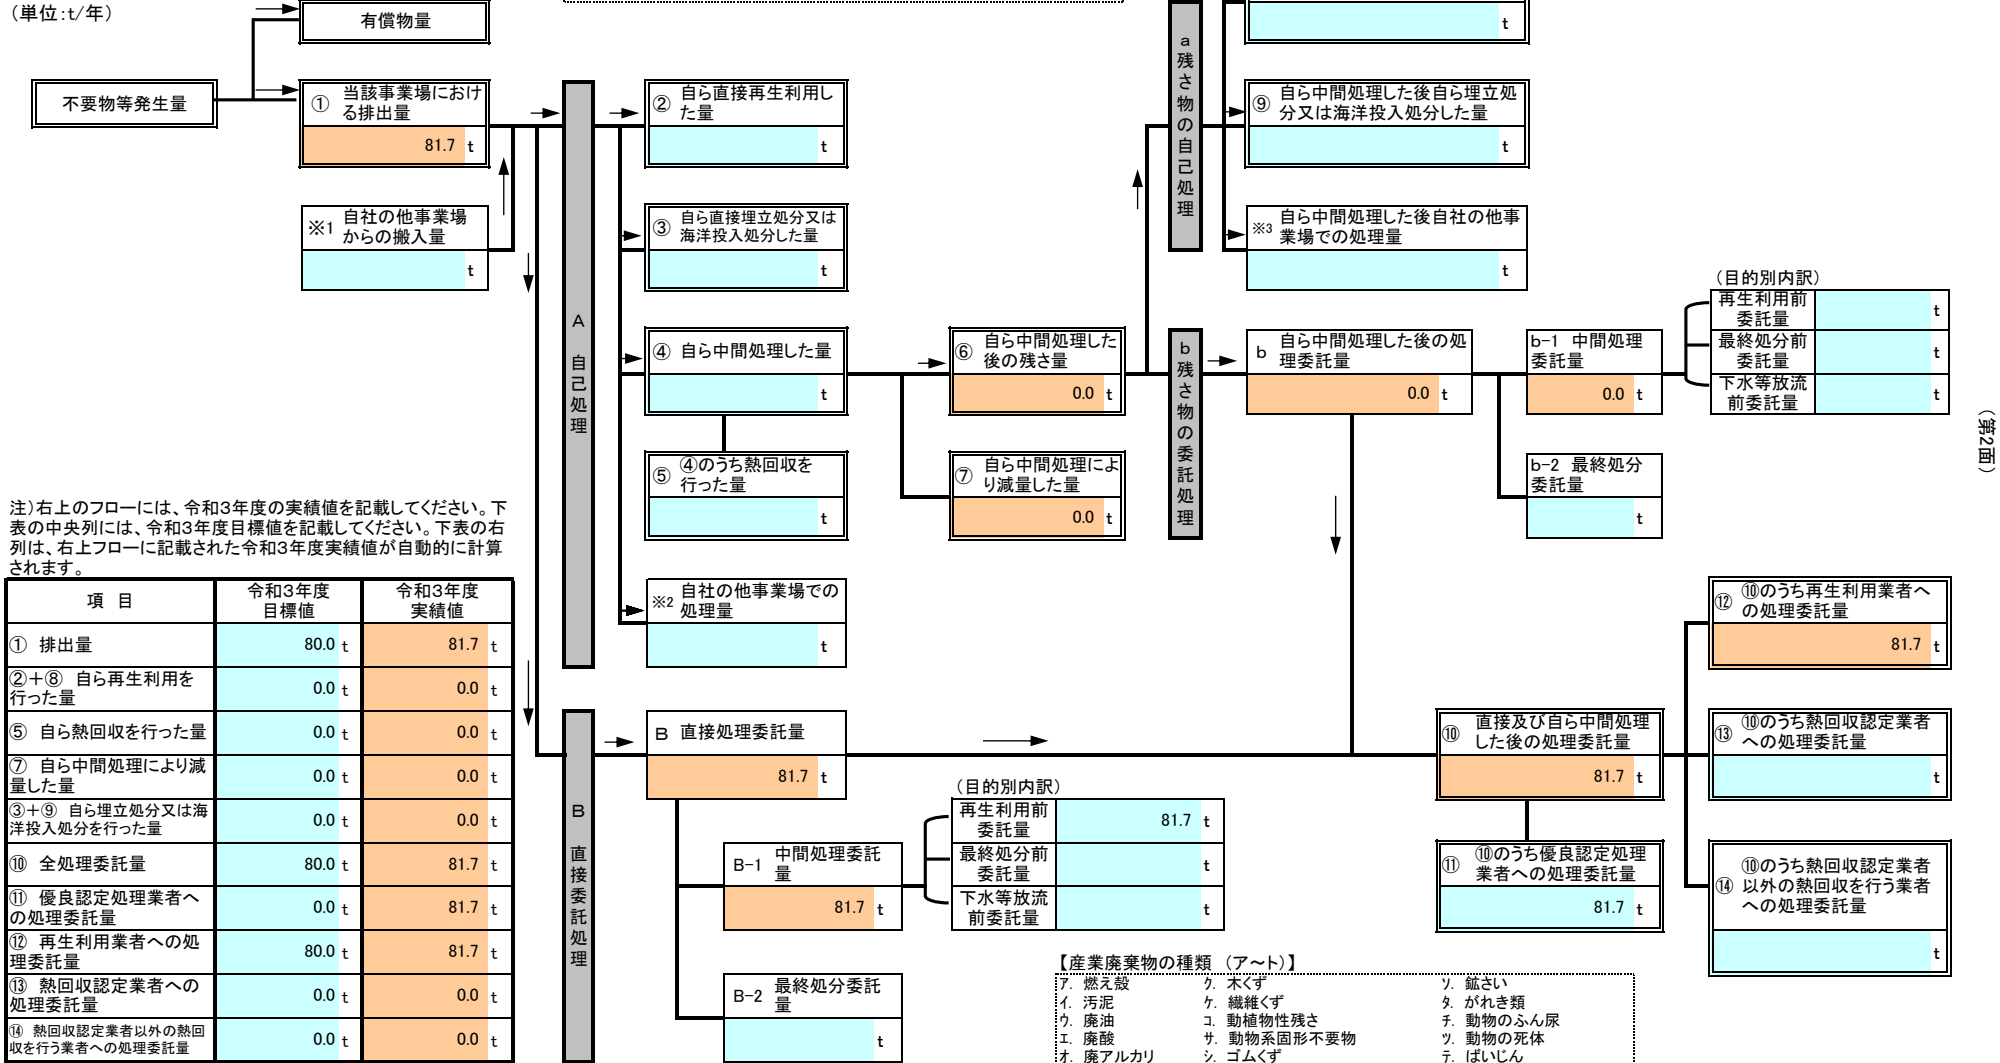 （単位：t/年）
有償物量
t
不要物等発生量
① 当該事業場におけ
る排出量
81.7 t
※1 自社の他事業場
からの搬入量
t
A 自己処理
② 自ら直接再生利用し
た量
t
③ 自ら直接埋立処分又は
海洋投入処分した量
t
④ 自ら中間処理した量
t
⑤ ④のうち熱回収を
行った量
t
※2 自社の他事業場での
処理量
t
⑥ 自ら中間処理した
後の残さ量
0.0 t
⑦ 自ら中間処理によ
り減量した量
0.0 t
a 残さ物の自己処理
⑨ 自ら中間処理した後自ら埋立処
分又は海洋投入処分した量
t
※3 自ら中間処理した後自社の他事
業場での処理量
t
b 残さ物の委託処理
b 自ら中間処理した後の処
理委託量
0.0 t
b-1 中間処理
委託量
0.0 t
b-2 最終処分
委託量
t
（目的別内訳）
再生利用前
委託量
t
最終処分前
委託量
t
下水等放流
前委託量
t
（第2面）
注）右上のフローには、令和3年度の実績値を記載してください。下
表の中央列には、令和3年度目標値を記載してください。下表の右
列は、右上フローに記載された令和3年度実績値が自動的に計算
されます。
項 目 令和3年度
目標値 令和3年度
実績値
① 排出量 80.0 t 81.7 t
②＋⑧ 自ら再生利用を
行った量 0.0 t 0.0 t
⑤ 自ら熱回収を行った量 0.0 t 0.0 t
⑦ 自ら中間処理により減
量した量 0.0 t 0.0 t
③＋⑨ 自ら埋立処分又は海
洋投入処分を行った量 0.0 t 0.0 t
⑩ 全処理委託量 80.0 t 81.7 t
⑪ 優良認定処理業者へ
の処理委託量 0.0 t 81.7 t
⑫ 再生利用業者への処
理委託量 80.0 t 81.7 t
⑬ 熱回収認定業者への
処理委託量 0.0 t 0.0 t
⑭ 熱回収認定業者以外の熱回
収を行う業者への処理委託量 0.0 t 0.0 t
B 直接委託処理
B 直接処理委託量
81.7 t
B-1 中間処理委託
量
81.7 t
B-2 最終処分委託
量
t
（目的別内訳）
再生利用前
委託量 81.7 t
最終処分前
委託量 t
下水等放流
前委託量 t
⑩ 直接及び自ら中間処理
した後の処理委託量
81.7 t
⑪ ⑩のうち優良認定処理
業者への処理委託量
81.7 t
⑫ ⑩のうち再生利用業者へ
の処理委託量
81.7 t
⑬ ⑩のうち熱回収認定業者
への処理委託量
t
⑭ ⑩のうち熱回収認定業者
以外の熱回収を行う業者
への処理委託量
t
【産業廃棄物の種類 （ア～ト）】
ア. 燃え殻 ク. 木くず ソ. 鉱さい
イ. 汚泥 ケ. 繊維くず タ. がれき類
ウ. 廃油 コ. 動植物性残さ チ. 動物のふん尿
エ. 廃酸 サ. 動物系固形不要物 ツ. 動物の死体
オ. 廃アルカリ シ. ゴムくず テ. ばいじん